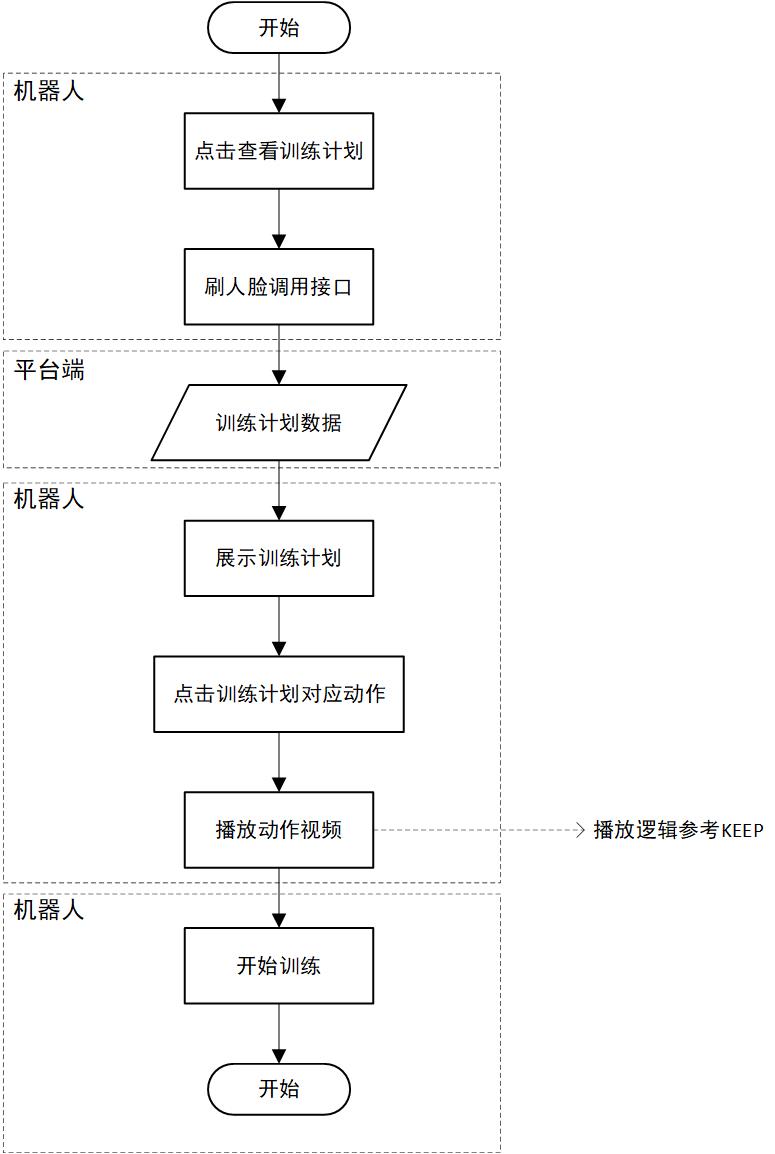 开始
机器人
点击查看训练计划
刷人脸调用接口
平台端
训练计划数据
机器人
展示训练计划
点击训练计划对应动作
播放动作视频
播放逻辑参考KEEP
机器人
开始训练
开始